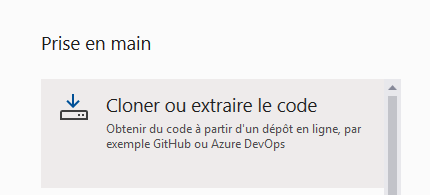 Prise en main
Cloner ou extraire le code
Obtenir du code à partir d'un dépôt en ligne, par
exemple GitHub ou Azure DevOps